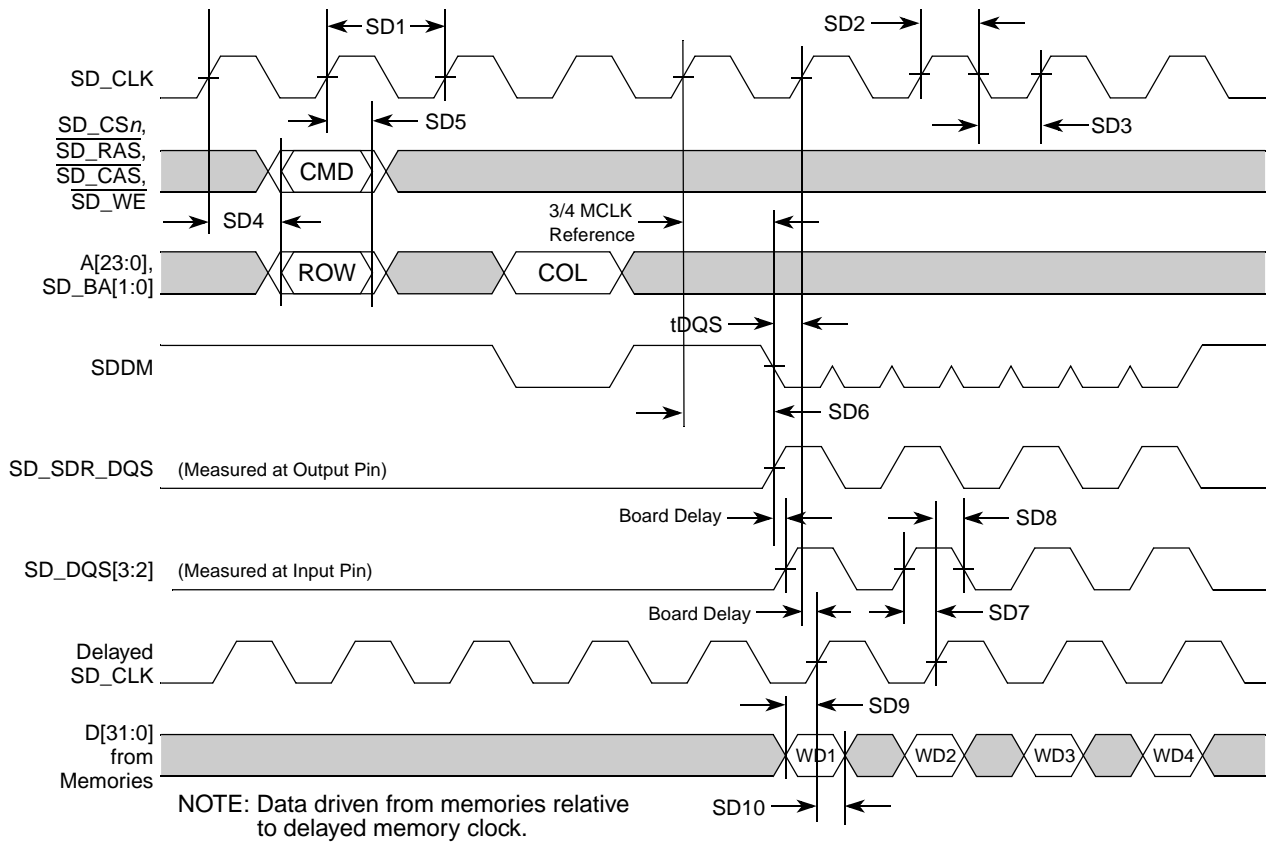 SD1
SD2
SD_CLK
SD3
SD5
SD_CSn,
SD_RAS,
SD_CAS,
SD_WE
CMD
SD4
3/4 MCLK
Reference
A[23:0],
SD_BA[1:0]
ROW
COL
tDQS
SDDM
SD6
SD_SDR_DQS
(Measured at Output Pin)
Board Delay
SD8
SD_DQS[3:2]
(Measured at Input Pin)
Board Delay
SD7
Delayed
SD_CLK
SD9
D[31:0]
from
Memories
WD1
WD2
WD3
WD4
NOTE: Data driven from memories relative
to delayed memory clock.
SD10